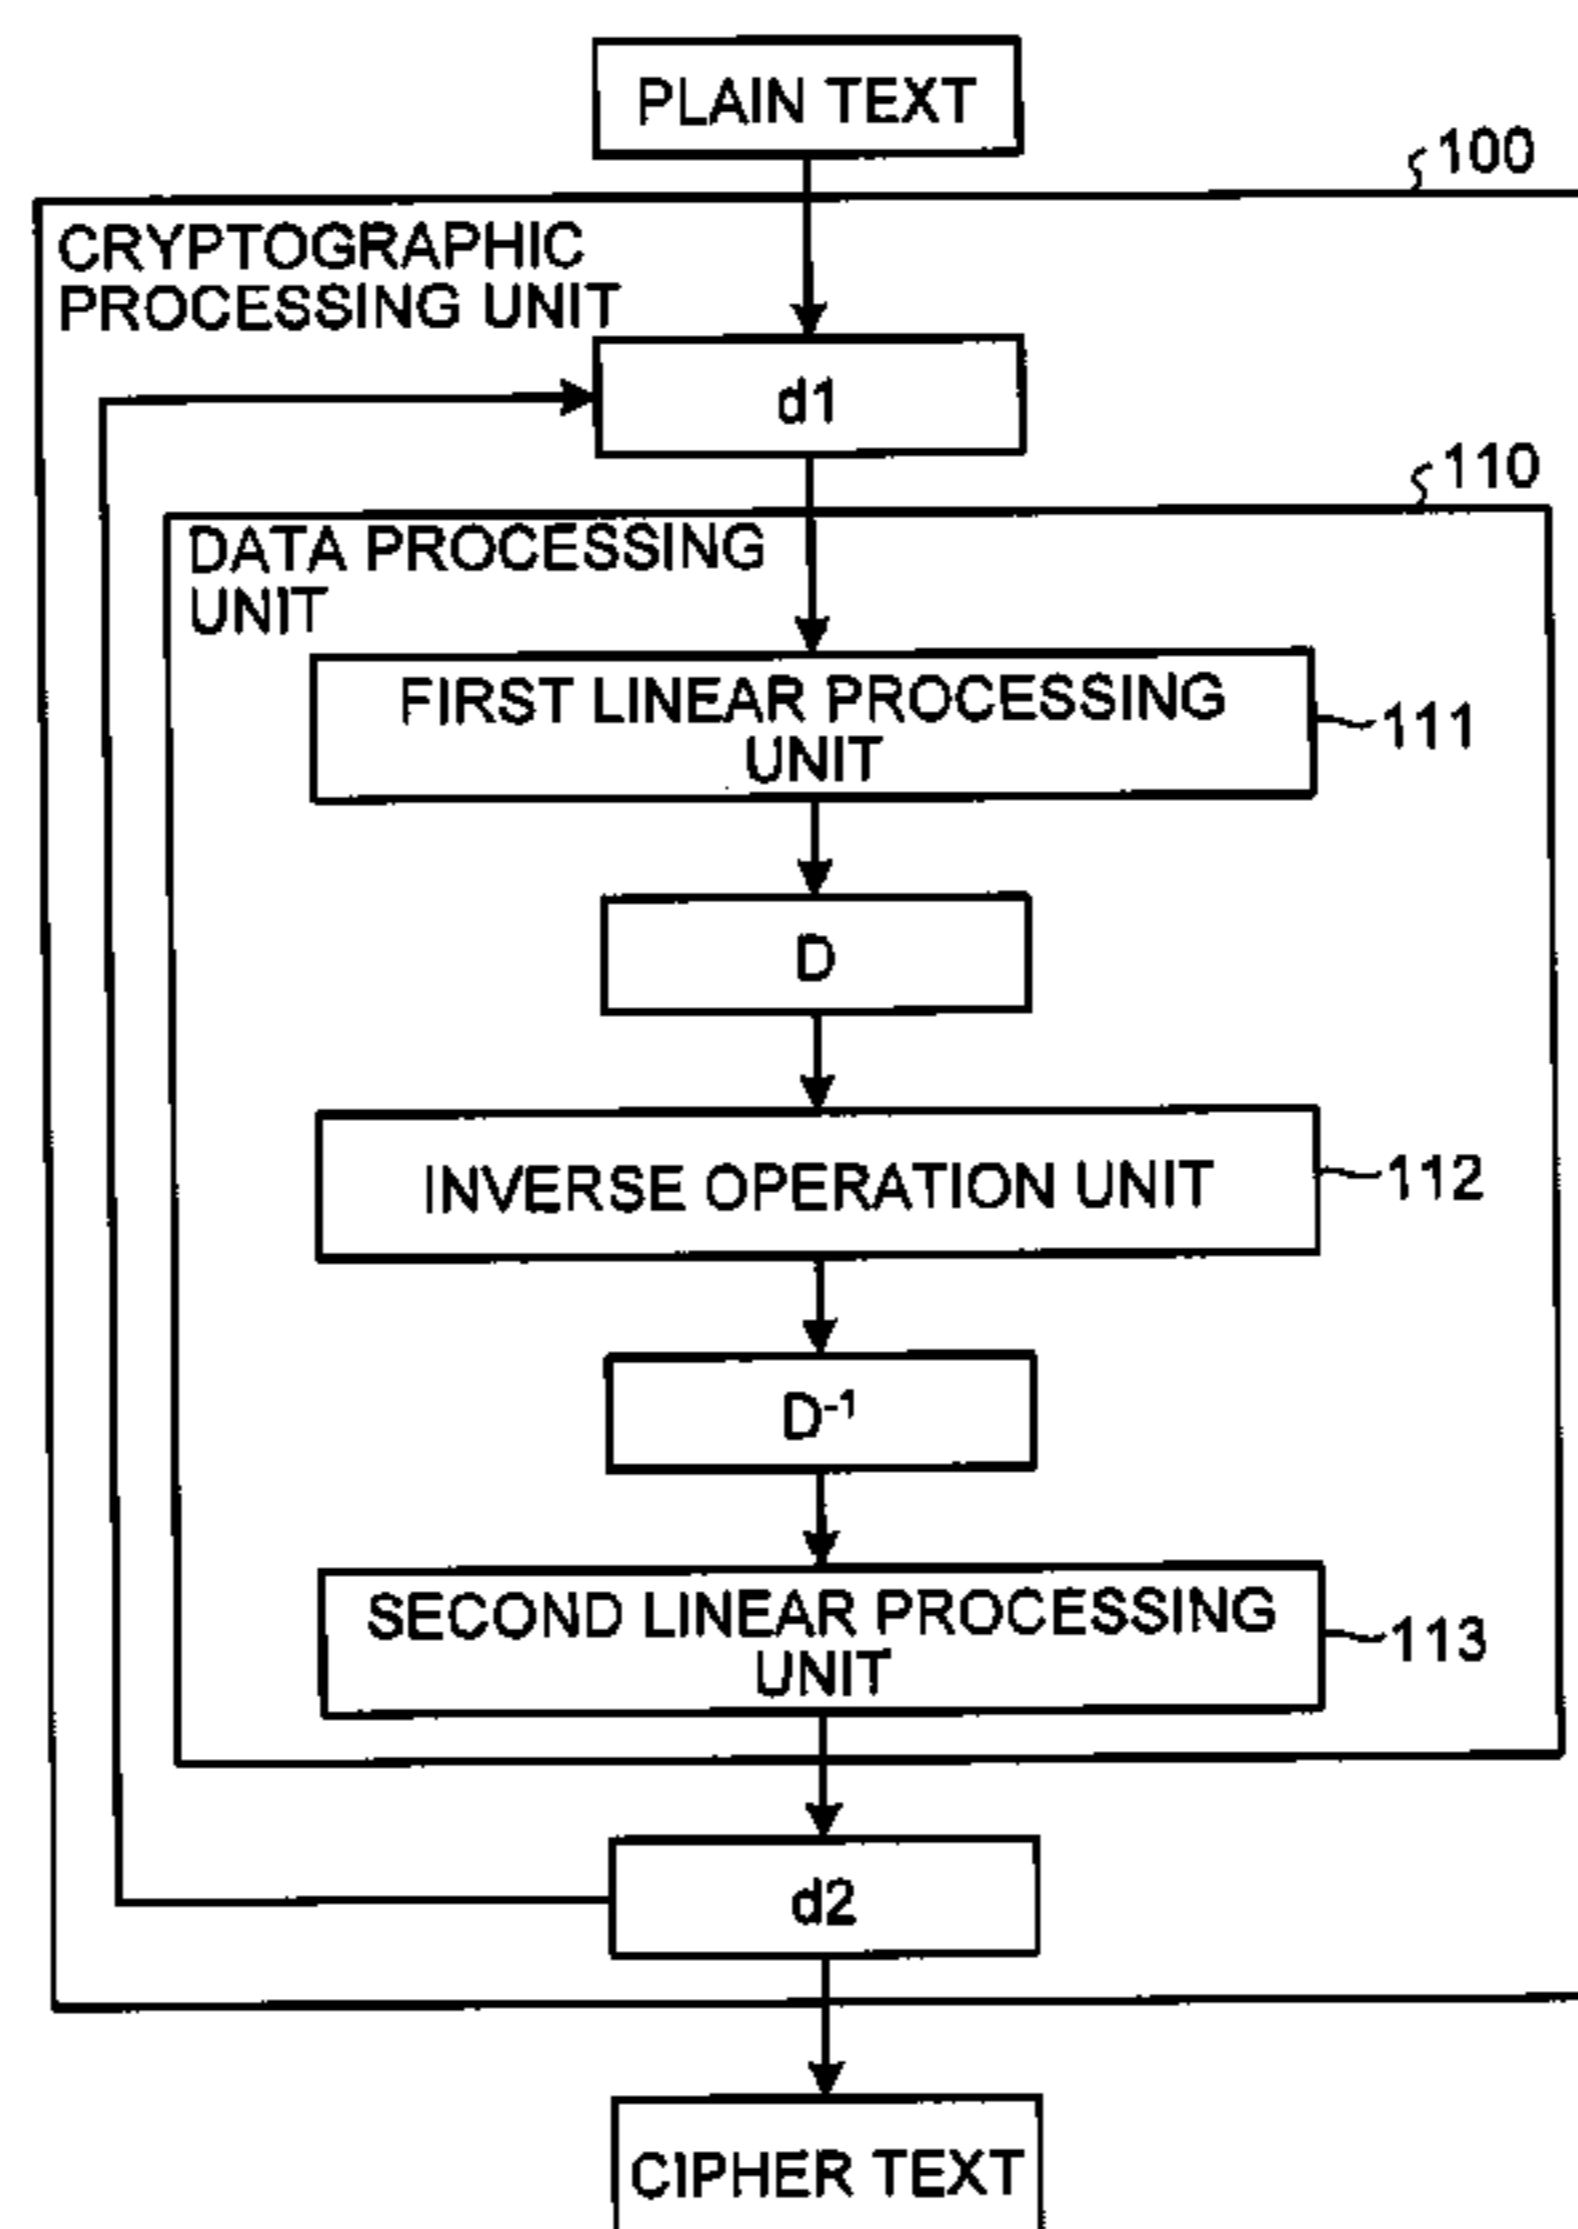 PLAIN TEXT
100
CRYPTOGRAPHIC
PROCESSING UNIT
d1
110
DATA PROCESSING
UNIT
FIRST LINEAR PROCESSING
UNIT
111
D
INVERSE OPERATION UNIT
112
D⁻¹
SECOND LINEAR PROCESSING
UNIT
113
d2
CIPHER TEXT